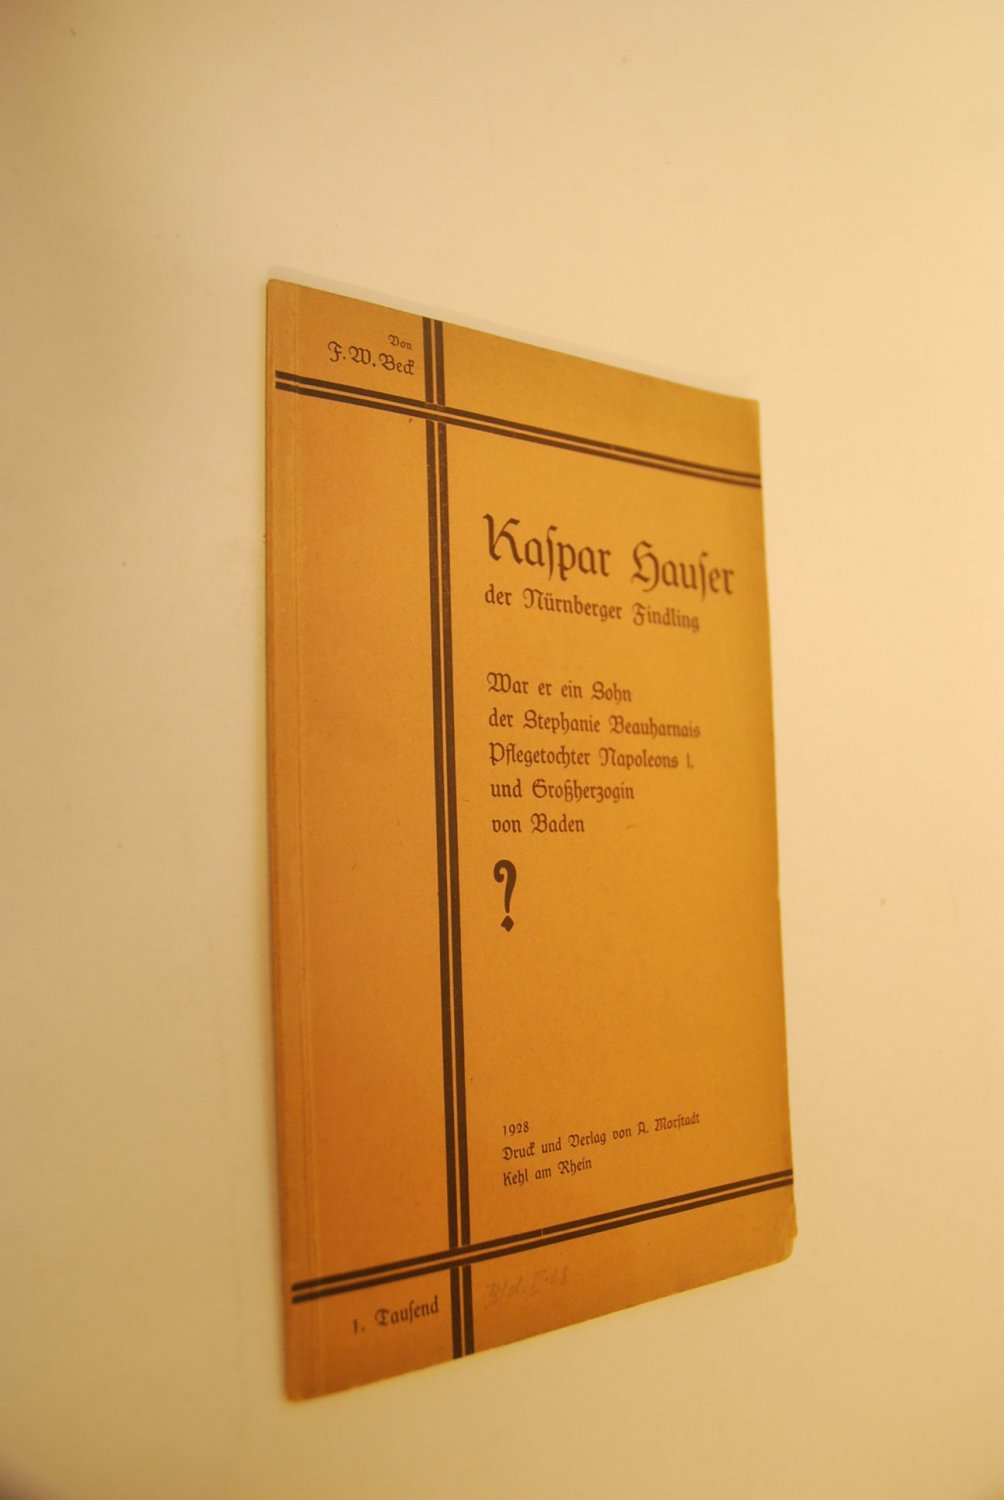 Von
F. W. Beck
Kaſpar Hauſer
der Nürnberger Findling
War er ein Sohn
der Stephanie Beauharnais
Pflegetochter Napoleons I.
und Großherzogin
von Baden
?
1928
Druck und Verlag von A. Morſtadt
Kehl am Rhein
1. Tauſend